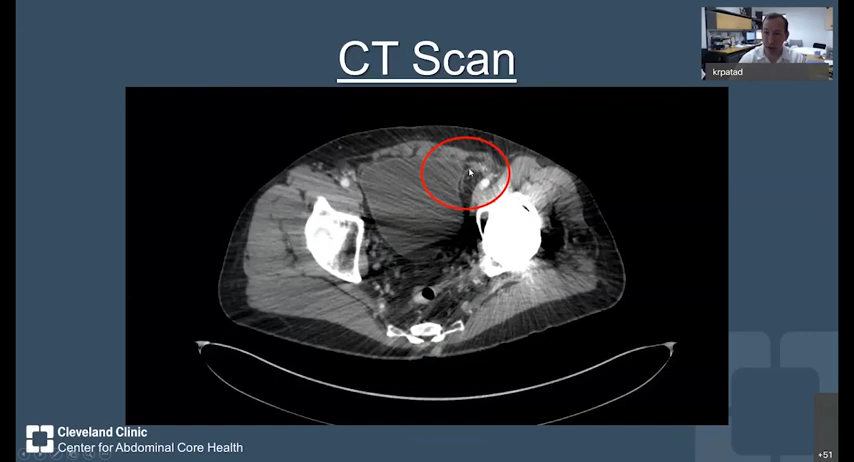 CT Scan
krpatad
Cleveland Clinic
Center for Abdominal Core Health
+51